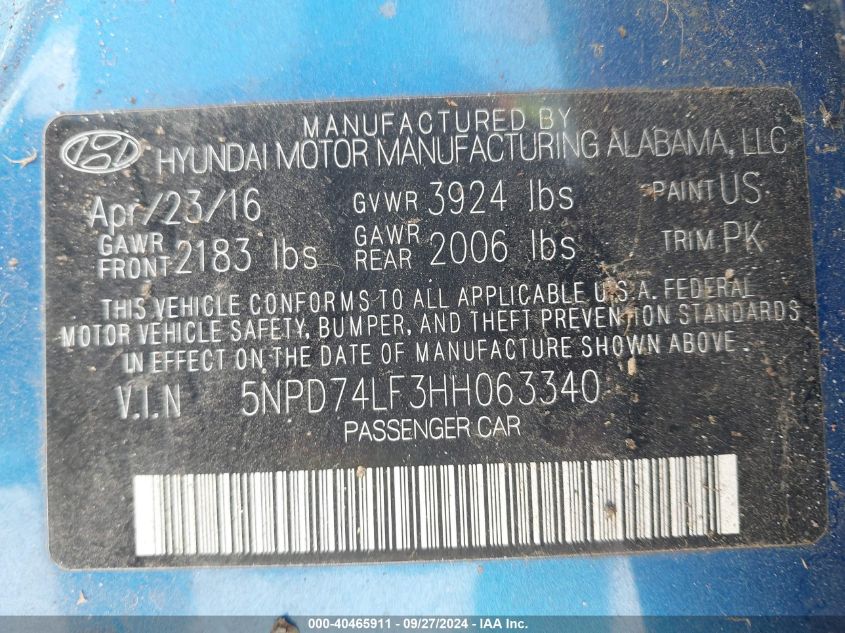 MANUFACTURED BY
HYUNDAI MOTOR MANUFACTURING ALABAMA, LLC
Apr/23/16 GVWR 3924 lbs PAINT US
GAWR FRONT 2183 lbs GAWR REAR 2006 lbs TRIM PK
THIS VEHICLE CONFORMS TO ALL APPLICABLE U.S.A. FEDERAL
MOTOR VEHICLE SAFETY, BUMPER, AND THEFT PREVENTION STANDARDS
IN EFFECT ON THE DATE OF MANUFACTURE SHOWN ABOVE.
V.I.N 5NPD74LF3HH063340
PASSENGER CAR
000-40465911 - 09/27/2024 - IAA Inc.